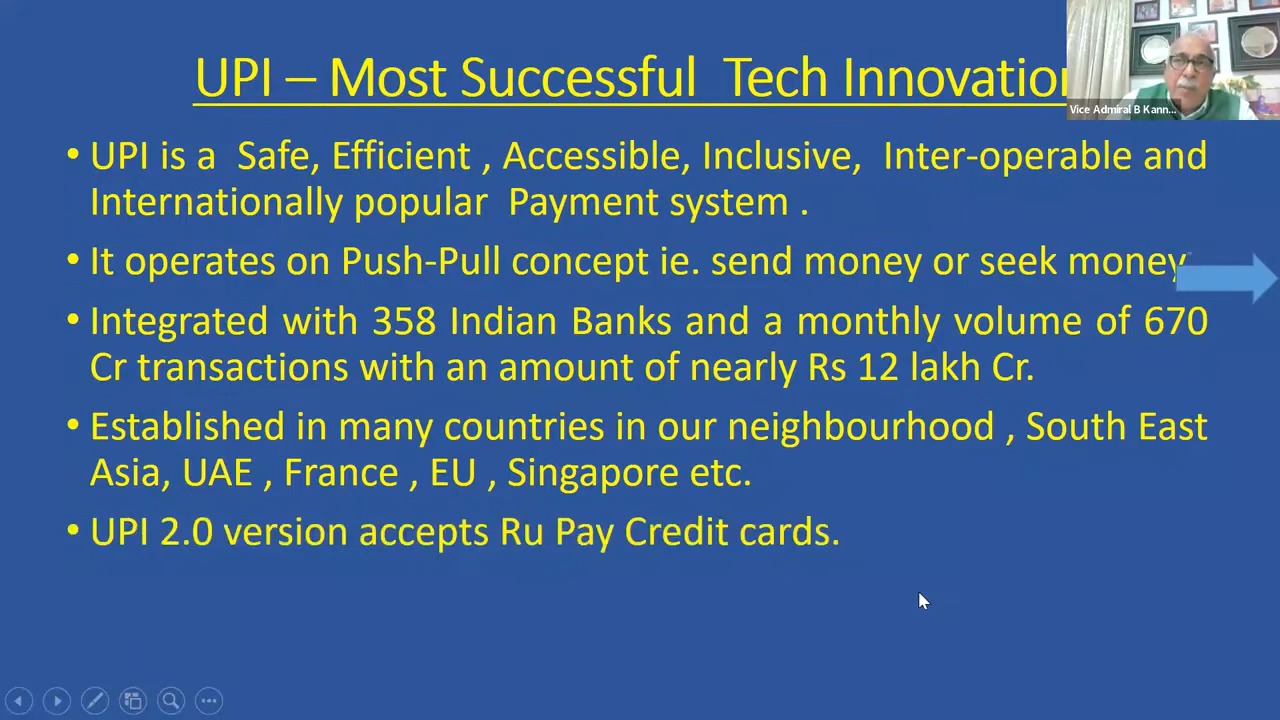 UPI – Most Successful Tech Innovation
Vice Admiral B Kann...
• UPI is a Safe, Efficient , Accessible, Inclusive, Inter-operable and
Internationally popular Payment system .
• It operates on Push-Pull concept ie. send money or seek money
• Integrated with 358 Indian Banks and a monthly volume of 670
Cr transactions with an amount of nearly Rs 12 lakh Cr.
• Established in many countries in our neighbourhood , South East
Asia, UAE , France , EU , Singapore etc.
• UPI 2.0 version accepts Ru Pay Credit cards.